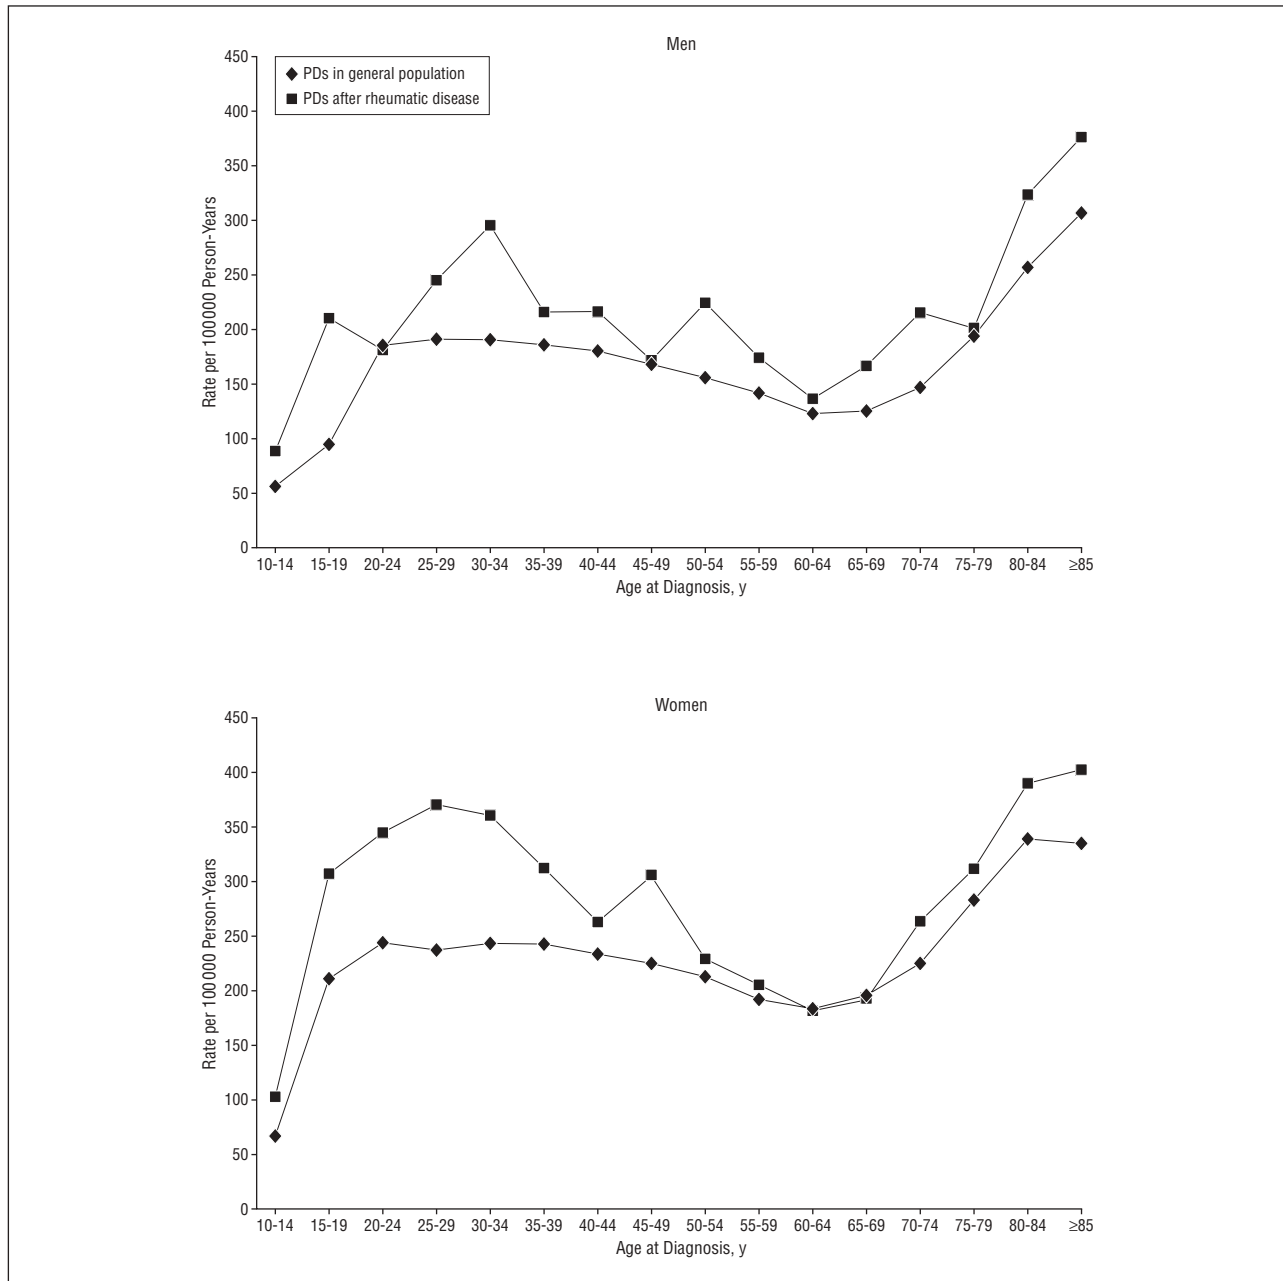 Men
450
400
350
300
250
200
150
100
50
0
Rate per 100 000 Person-Years
PDs in general population
PDs after rheumatic disease
10-14 15-19 20-24 25-29 30-34 35-39 40-44 45-49 50-54 55-59 60-64 65-69 70-74 75-79 80-84 ≥85
Age at Diagnosis, y
Women
450
400
350
300
250
200
150
100
50
0
Rate per 100 000 Person-Years
10-14 15-19 20-24 25-29 30-34 35-39 40-44 45-49 50-54 55-59 60-64 65-69 70-74 75-79 80-84 ≥85
Age at Diagnosis, y